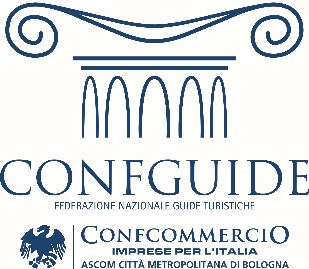 CONFGUIDE
FEDERAZIONE NAZIONALE GUIDE TURISTICHE
CONFCOMMERCIO
IMPRESE PER L'ITALIA
ASCOM CITTÀ METROPOLITANA DI BOLOGNA